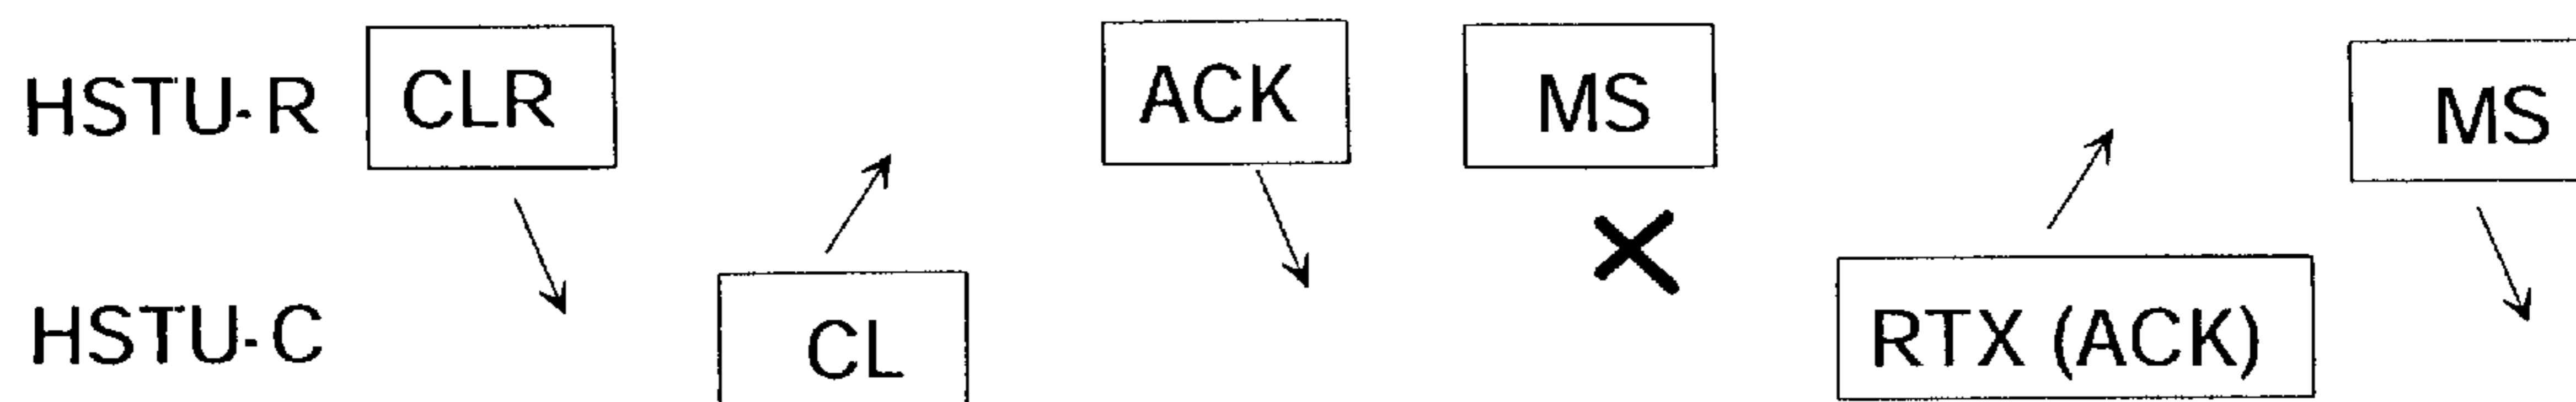 HSTU-R CLR ACK MS MS
HSTU-C CL RTX (ACK)